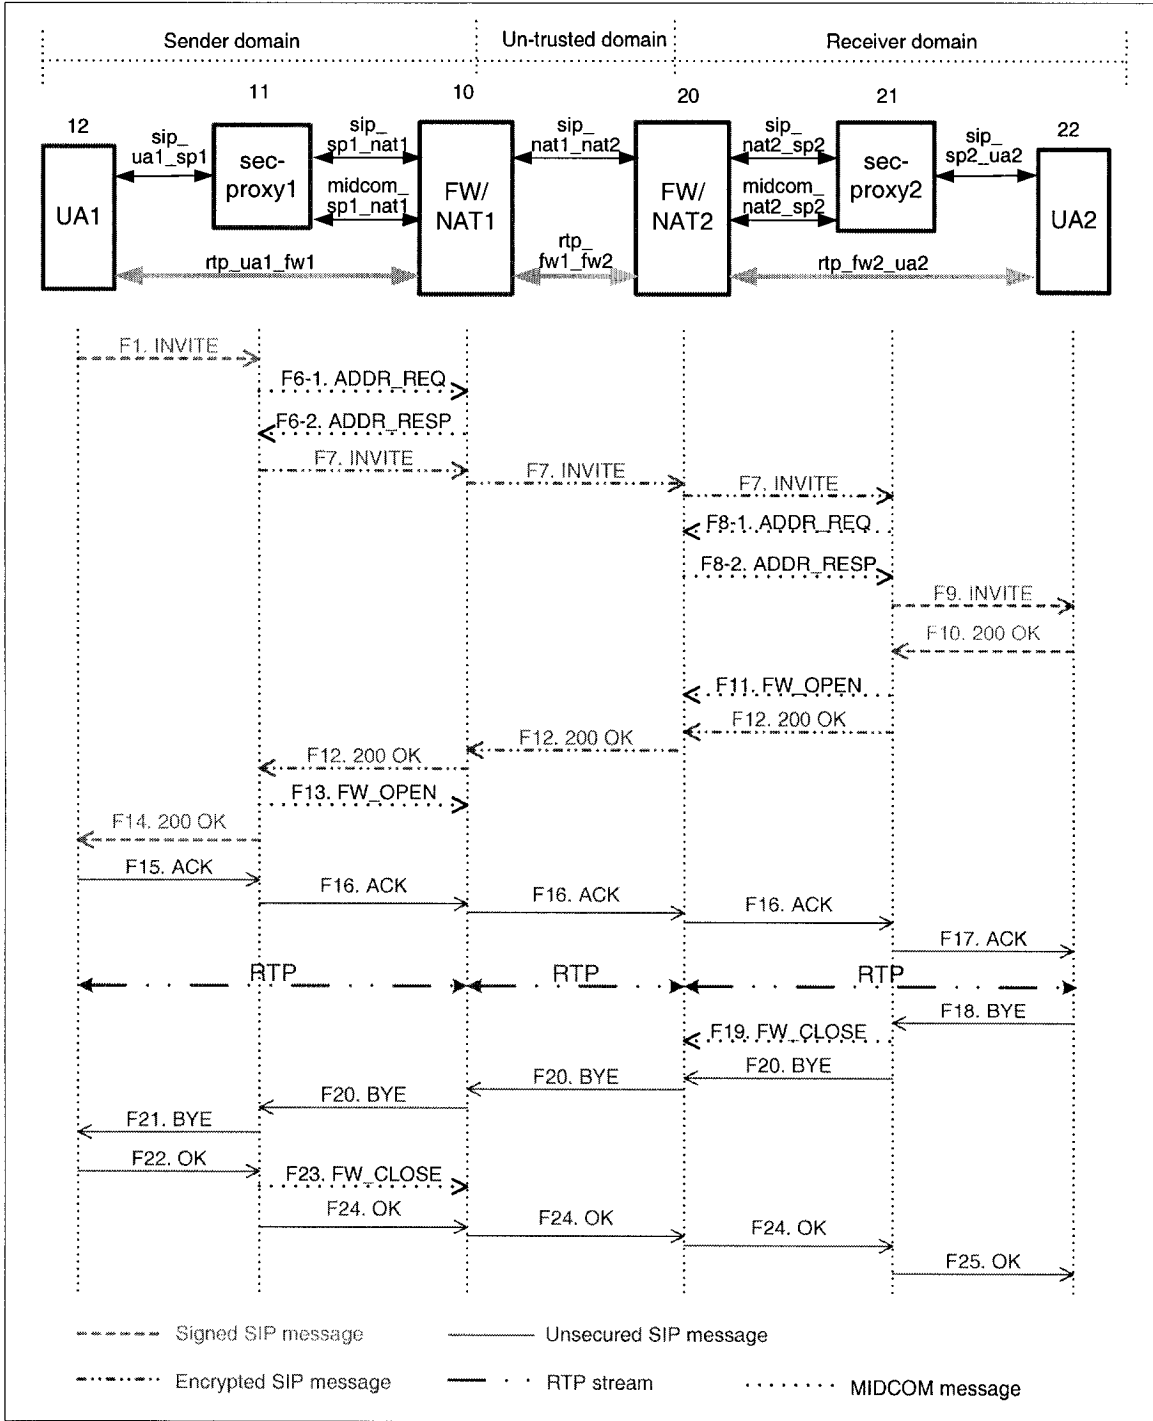 Sender domain
Un-trusted domain
Receiver domain
11
10
20
21
12
22
sip_
ua1_sp1
sip_
sp1_nat1
sip_
nat1_nat2
sip_
nat2_sp2
sip_
sp2_ua2
UA1
sec-
proxy1
midcom_
sp1_nat1
FW/
NAT1
FW/
NAT2
midcom_
nat2_sp2
sec-
proxy2
UA2
rtp_ua1_fw1
rtp_
fw1_fw2
rtp_fw2_ua2
F1. INVITE
F6-1. ADDR_REQ
F6-2. ADDR_RESP
F7. INVITE
F7. INVITE
F7. INVITE
F8-1. ADDR_REQ
F8-2. ADDR_RESP
F9. INVITE
F10. 200 OK
F11. FW_OPEN
F12. 200 OK
F12. 200 OK
F12. 200 OK
F13. FW_OPEN
F14. 200 OK
F15. ACK
F16. ACK
F16. ACK
F16. ACK
F17. ACK
RTP
RTP
RTP
F18. BYE
F19. FW_CLOSE
F20. BYE
F20. BYE
F20. BYE
F21. BYE
F22. OK
F23. FW_CLOSE
F24. OK
F24. OK
F24. OK
F25. OK
Signed SIP message
Unsecured SIP message
Encrypted SIP message
RTP stream
MIDCOM message